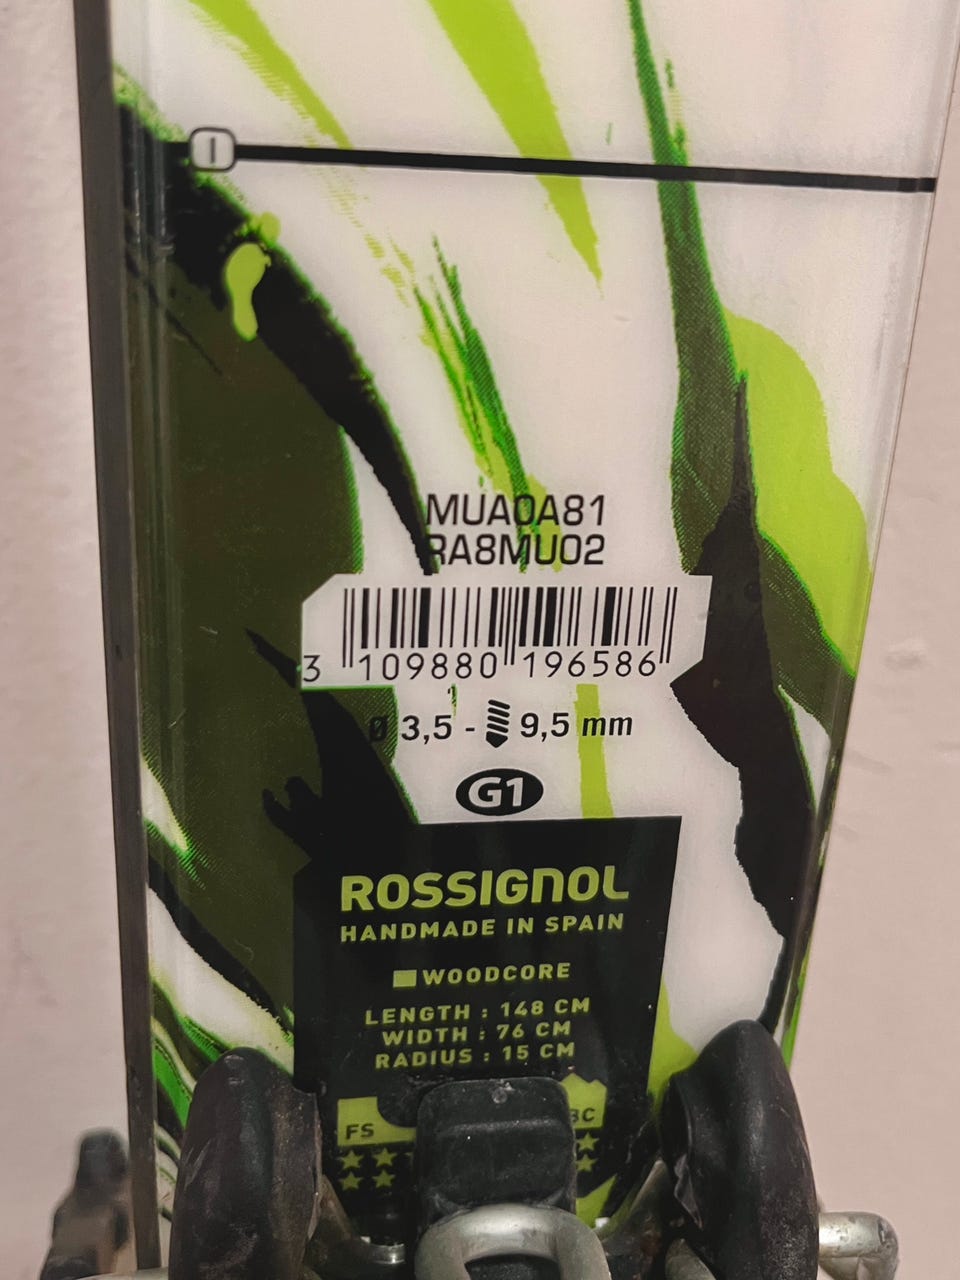 MUA0A81
RA8MU02
3 109880 196586
Ø 3,5 - 9,5 mm
G1
ROSSIGNOL
HANDMADE IN SPAIN
WOODCORE
LENGTH : 148 CM
WIDTH : 76 CM
RADIUS : 15 CM
FS